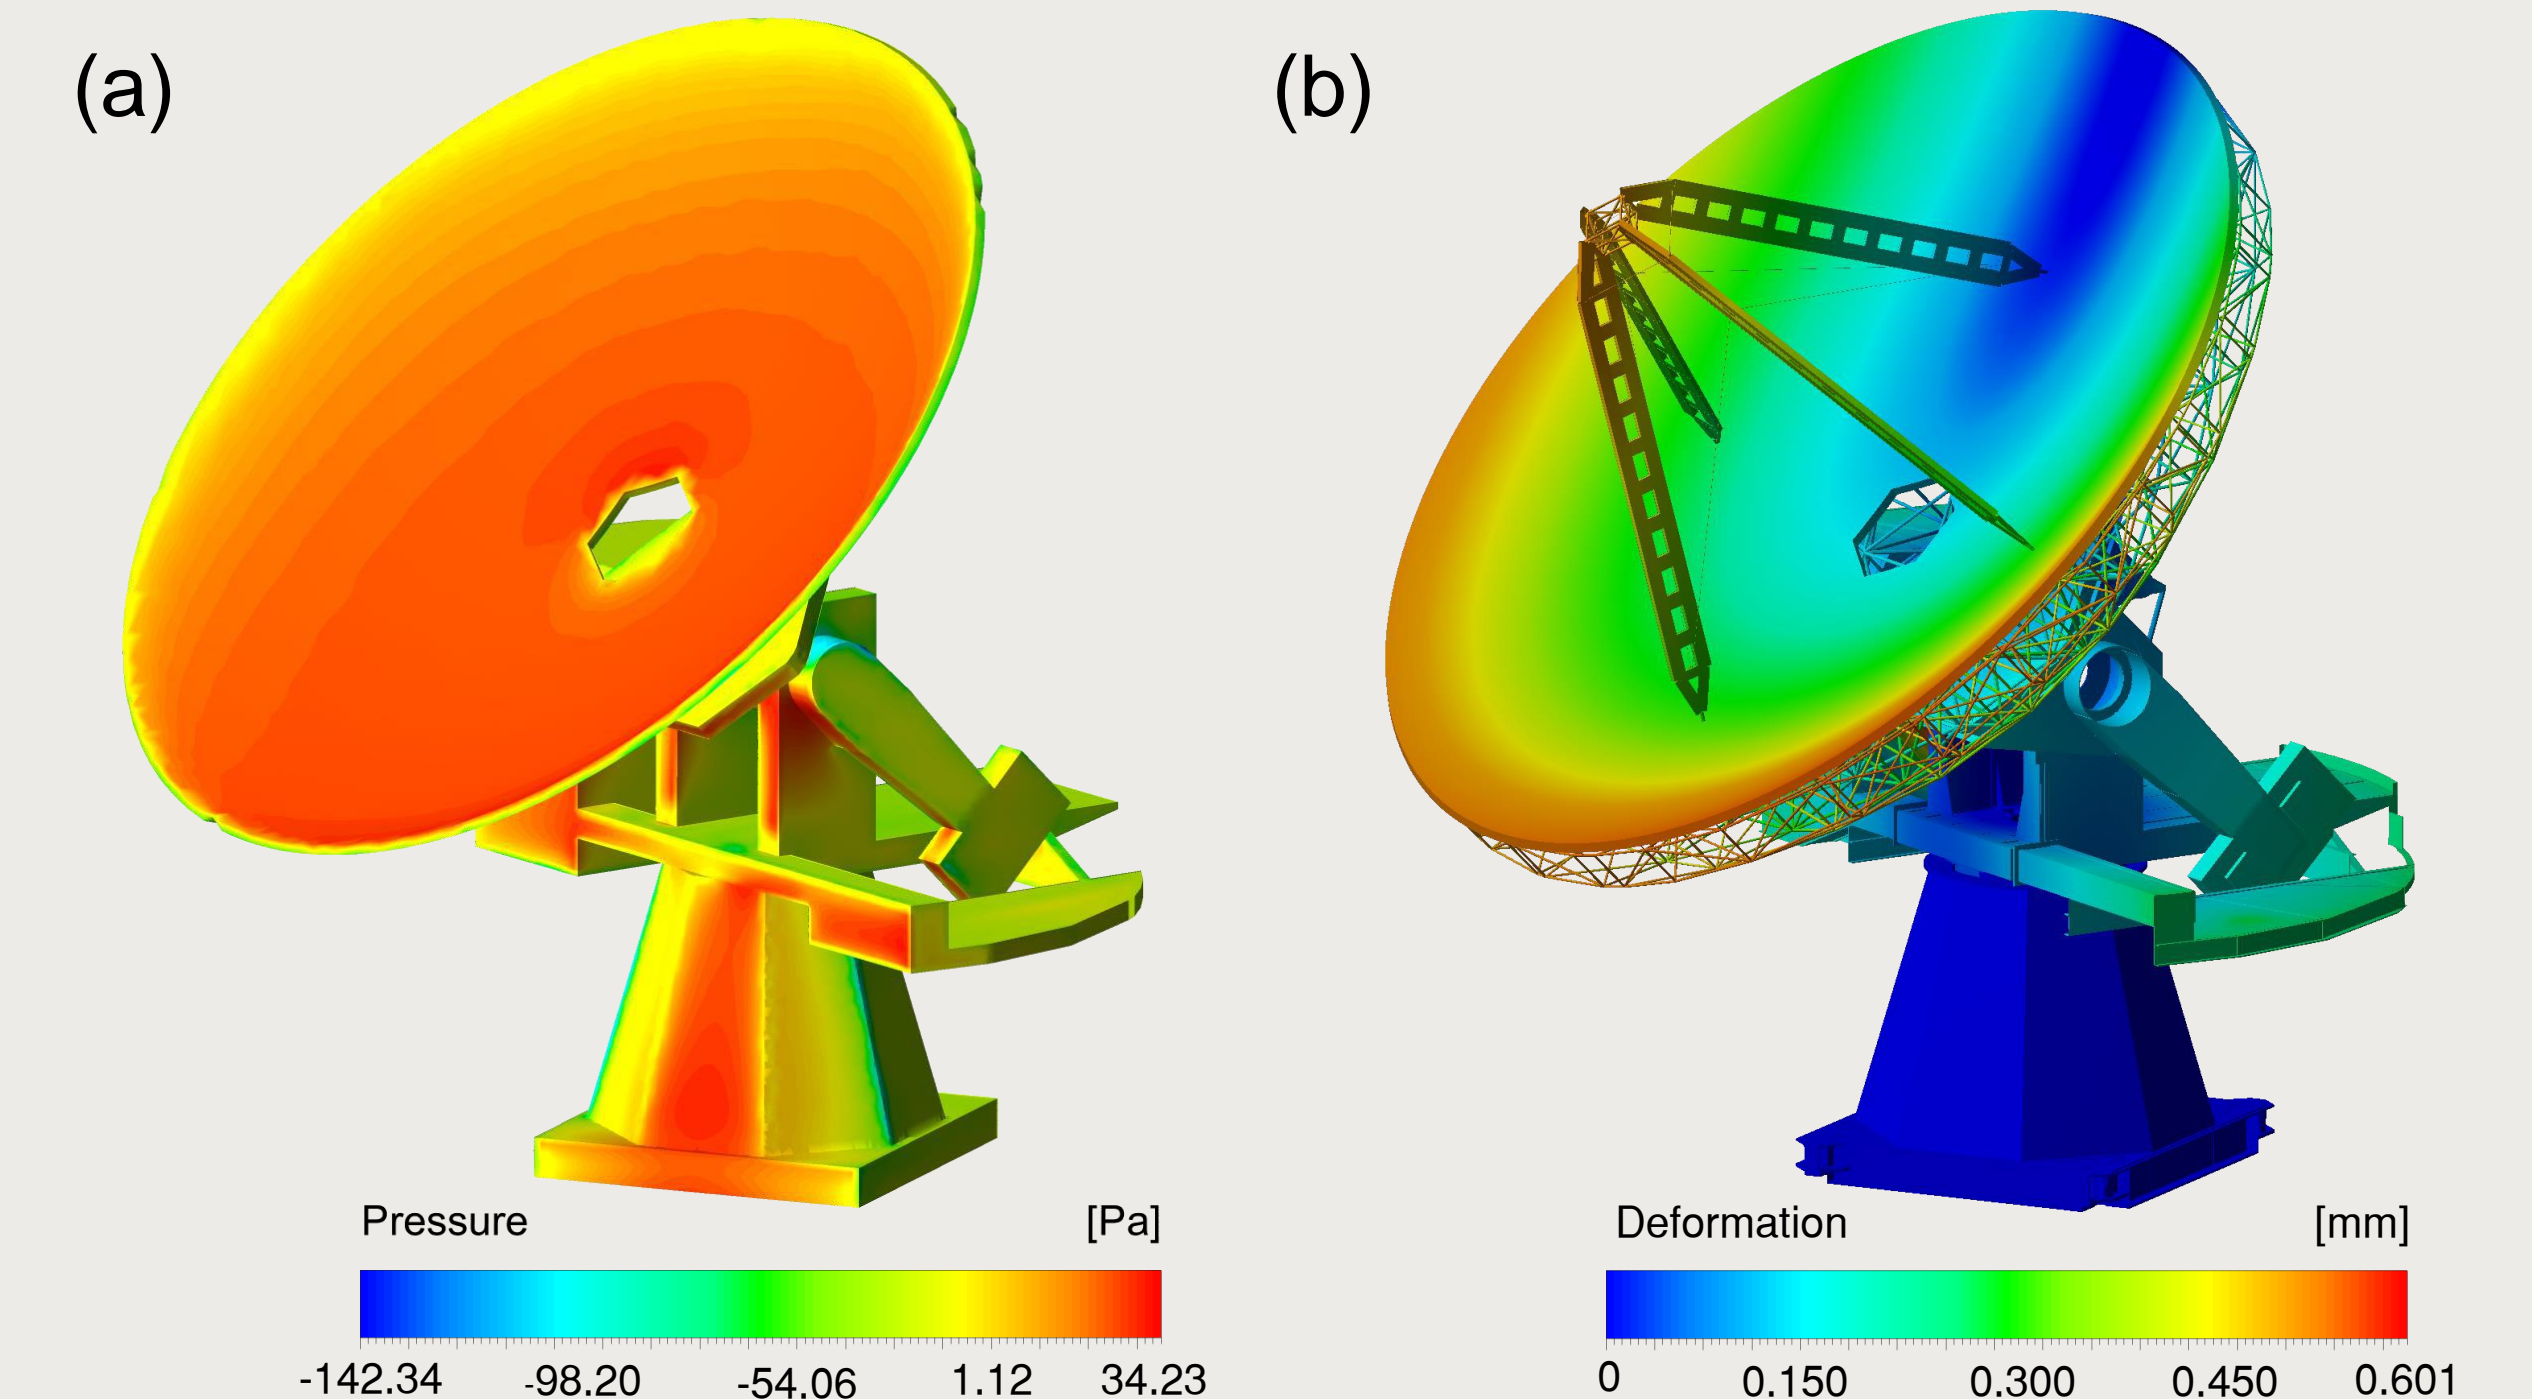 (a)
(b)
Pressure [Pa]
-142.34 -98.20 -54.06 1.12 34.23
Deformation [mm]
0 0.150 0.300 0.450 0.601